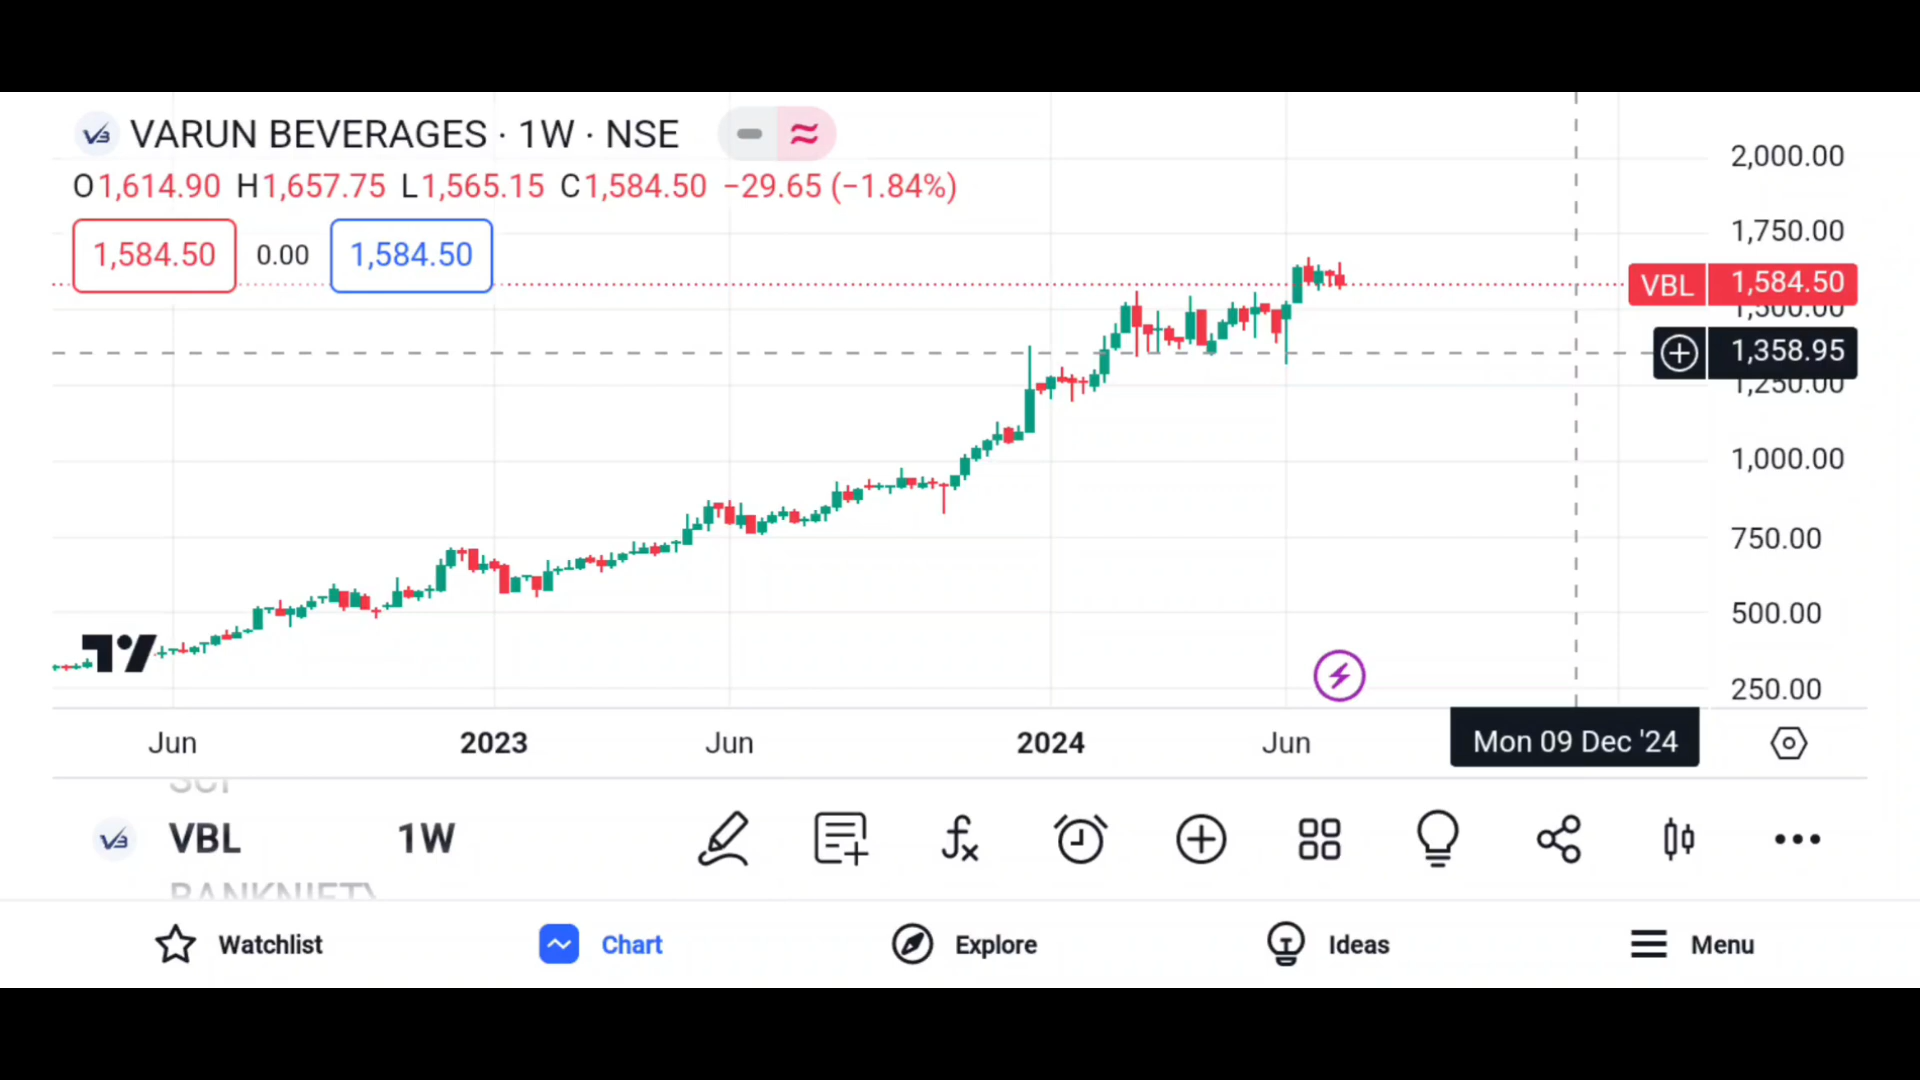 VARUN BEVERAGES · 1W · NSE
O1,614.90 H1,657.75 L1,565.15 C1,584.50 −29.65 (−1.84%)
1,584.50 0.00 1,584.50
2,000.00
1,750.00
VBL 1,584.50
1,500.00
1,358.95
1,250.00
1,000.00
750.00
500.00
250.00
Jun 2023 Jun 2024 Jun Mon 09 Dec '24
VBL 1W
BANKNIFTY
Watchlist Chart Explore Ideas Menu